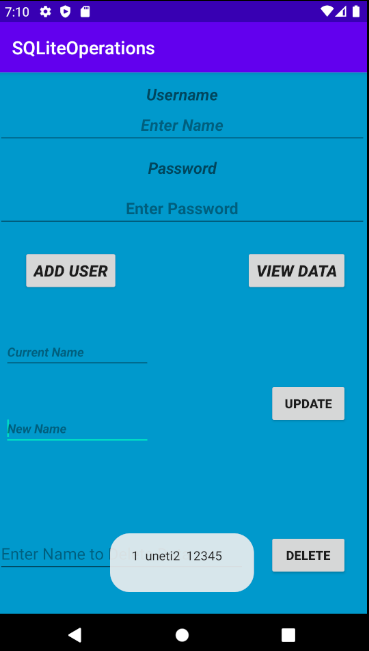 7:10
SQLiteOperations
Username
Enter Name
Password
Enter Password
ADD USER
VIEW DATA
Current Name
UPDATE
New Name
Enter Name to
1 uneti2 12345
DELETE